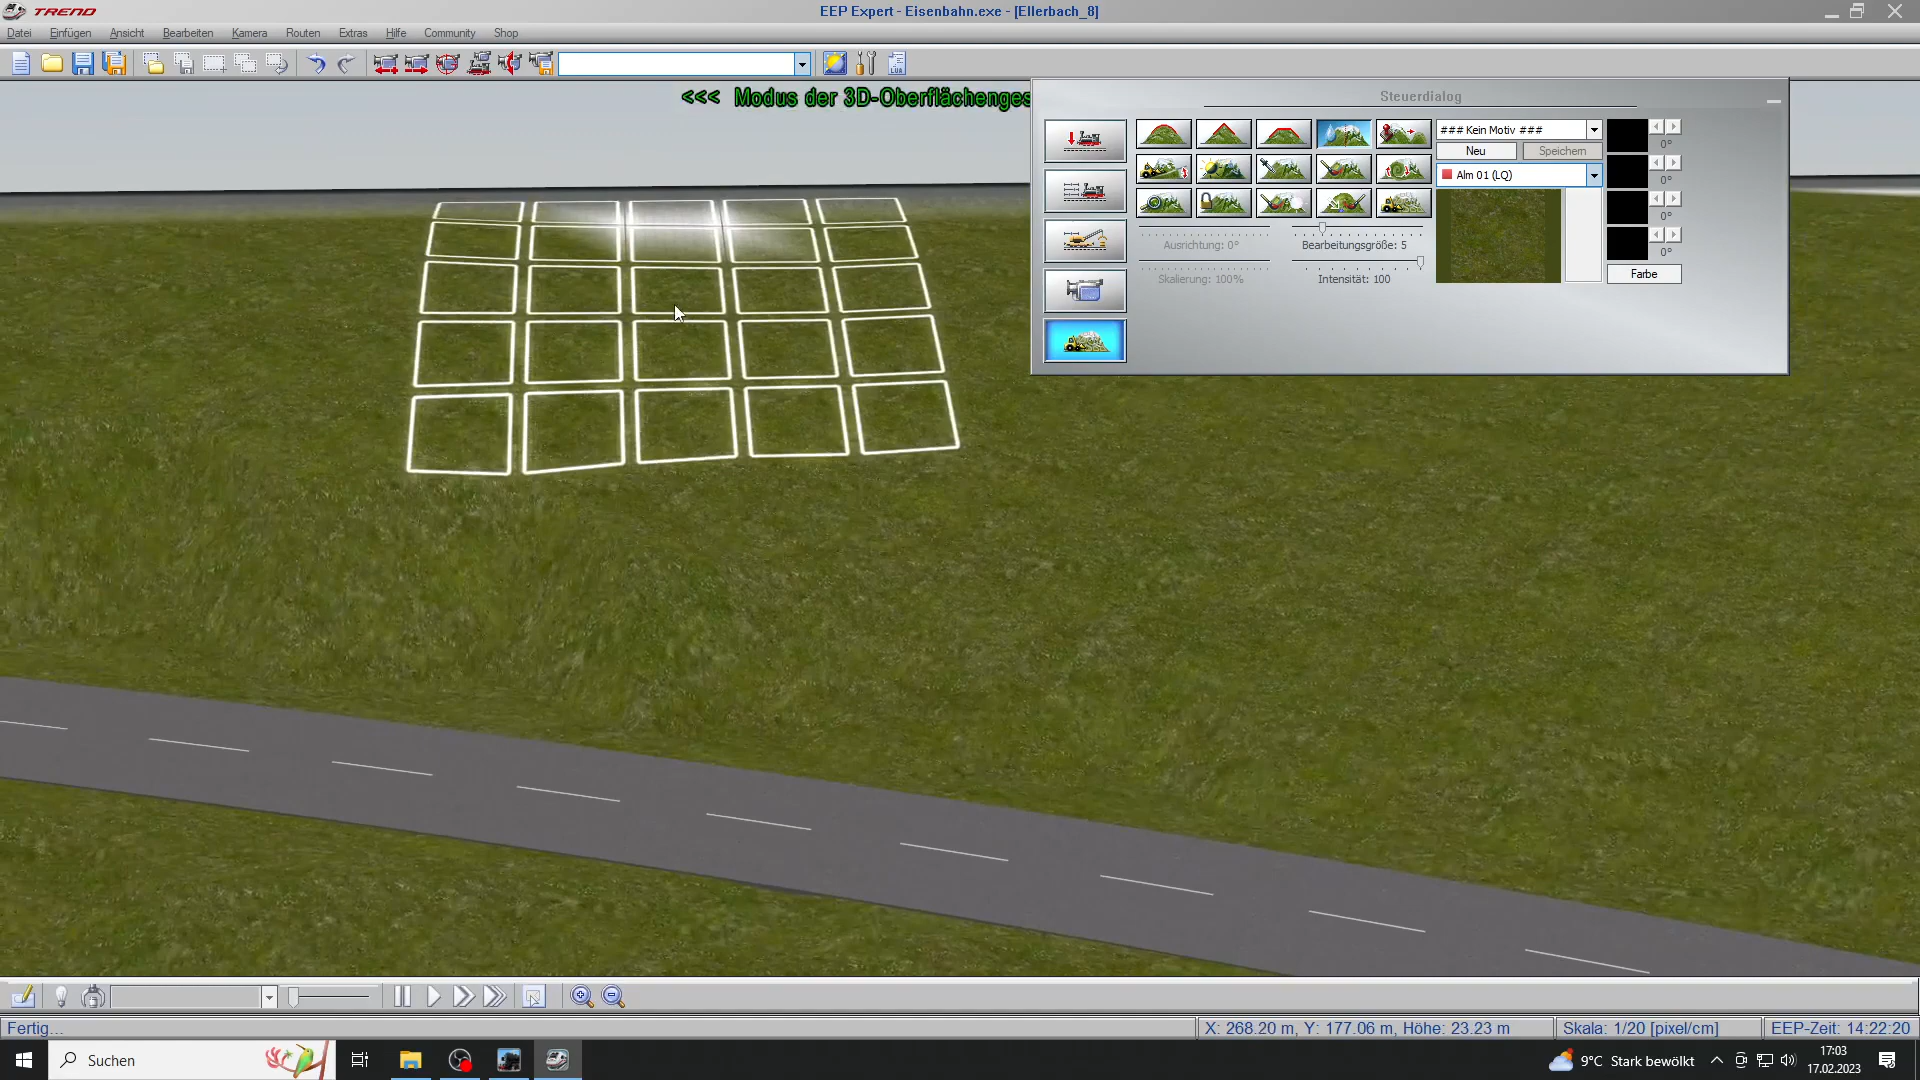 TREND
EEP Expert - Eisenbahn.exe - [Ellerbach_8]
Datei Einfügen Ansicht Bearbeiten Kamera Routen Extras Hilfe Community Shop
LUA
<<< Modus der 3D-Oberflächenges
Steuerdialog
### Kein Motiv ###
Neu Speichern
Alm 01 (LQ)
0°
0°
0°
0°
Farbe
Ausrichtung: 0° Bearbeitungsgröße: 5
Skalierung: 100% Intensität: 100
Fertig... X: 268.20 m, Y: 177.06 m, Höhe: 23.23 m Skala: 1/20 [pixel/cm] EEP-Zeit: 14:22:20
Suchen 9°C Stark bewölkt 17:03
17.02.2023